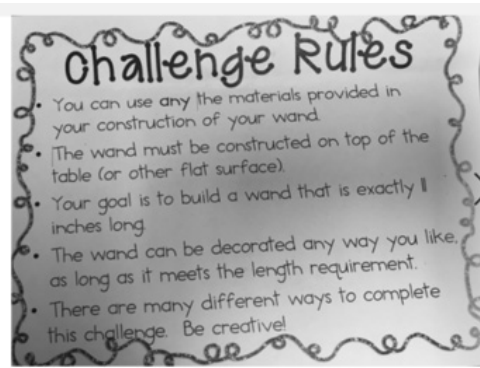 Challenge Rules
• You can use any the materials provided in
your construction of your wand.
• The wand must be constructed on top of the
table (or other flat surface).
• Your goal is to build a wand that is exactly 11
inches long.
• The wand can be decorated any way you like,
as long as it meets the length requirement.
• There are many different ways to complete
this challenge. Be creative!